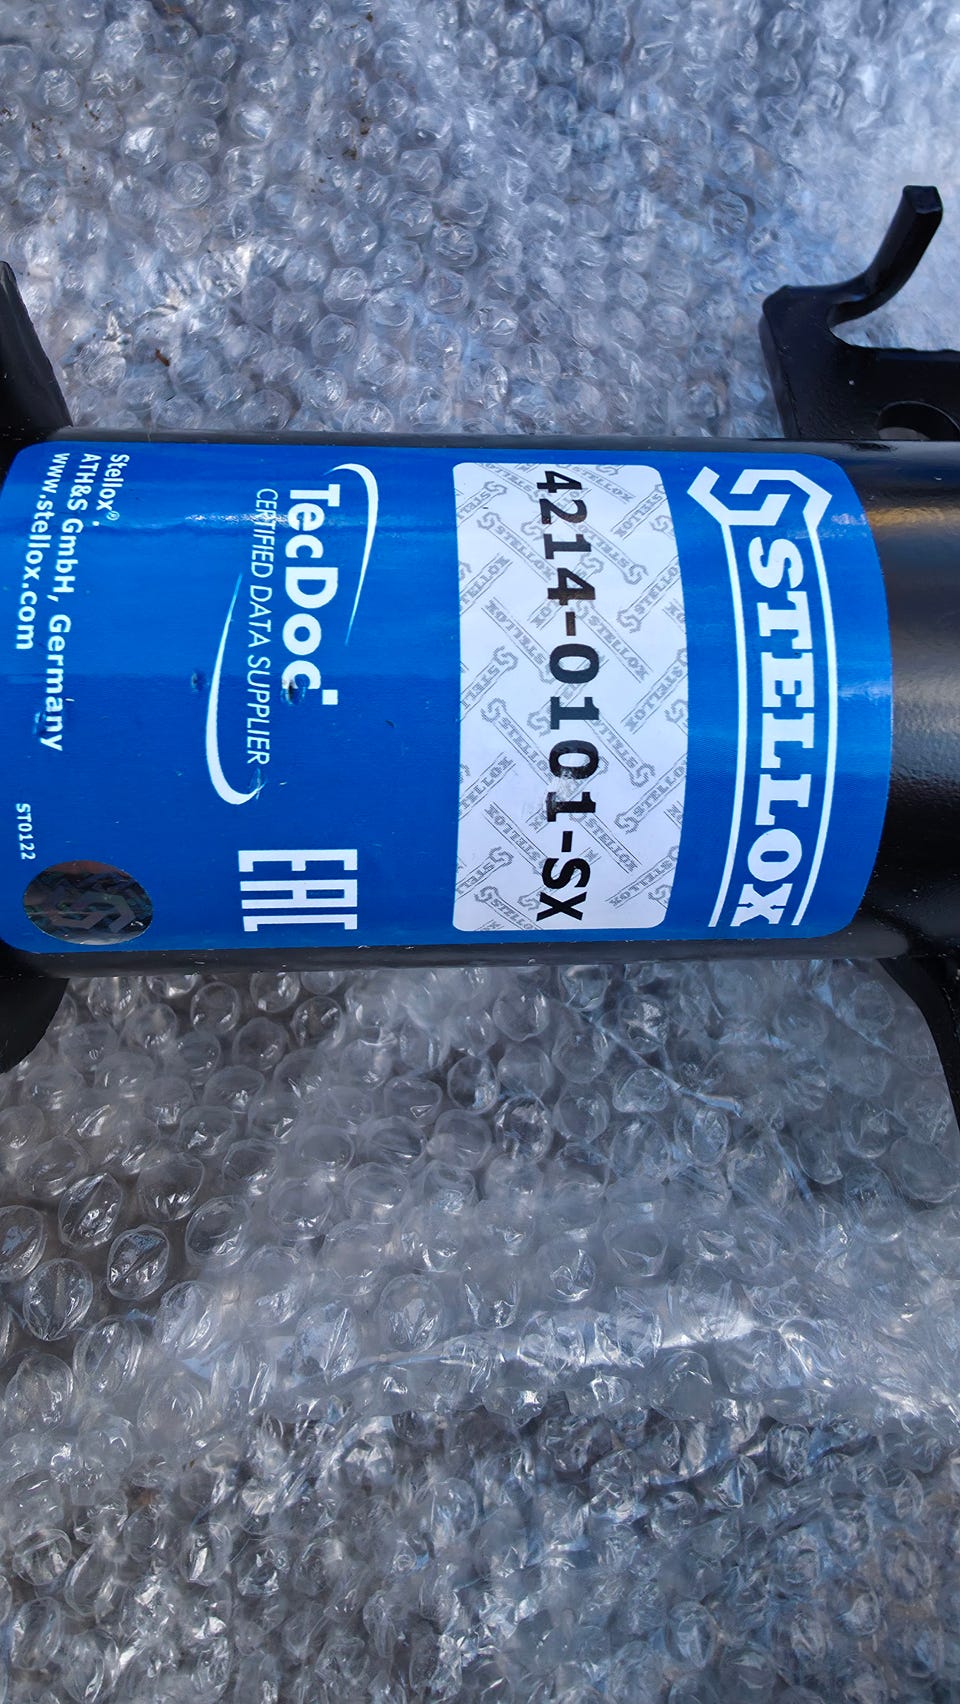 STELLOX
4214-0101-SX
TecDoc
CERTIFIED DATA SUPPLIER
EAC
Stellox®
ATH&S GmbH, Germany
www.stellox.com
ST0122